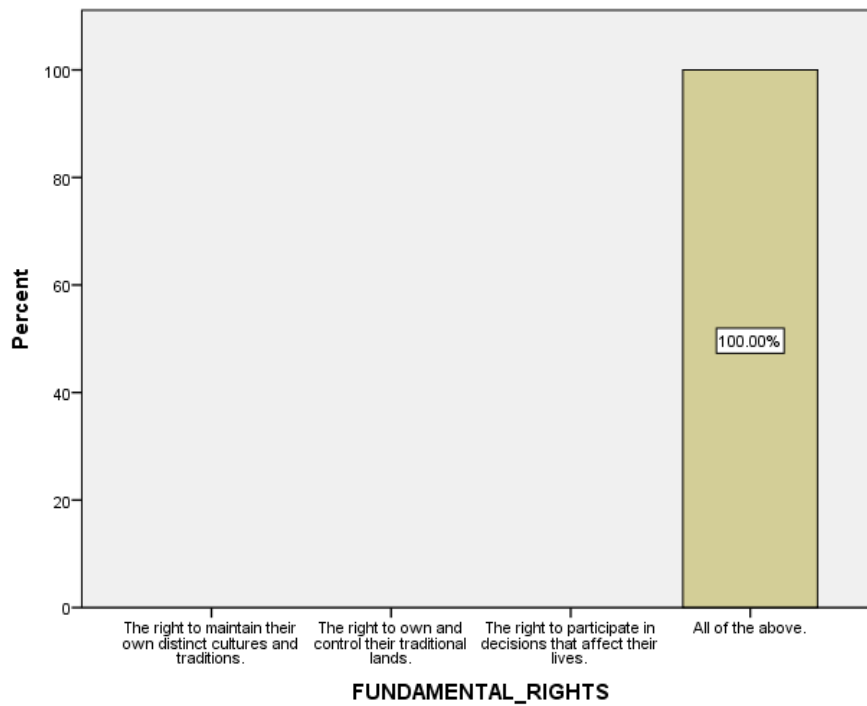 100
80
60
40
20
0
Percent
100.00%
The right to maintain their
own distinct cultures and
traditions.
The right to own and
control their traditional
lands.
The right to participate in
decisions that affect their
lives.
All of the above.
FUNDAMENTAL_RIGHTS